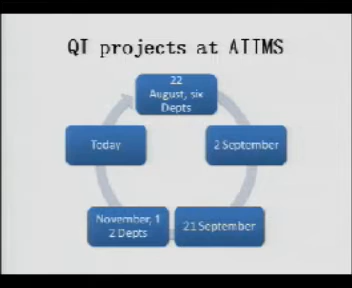 QT projects at ATTMS
22
August, six
Depts
2 September
21 September
November, 1
2 Depts
Today